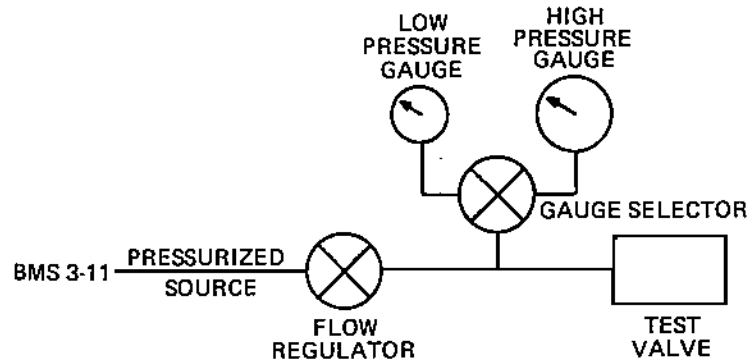 LOW
PRESSURE
GAUGE
HIGH
PRESSURE
GAUGE
GAUGE SELECTOR
BMS 3-11
PRESSURIZED
SOURCE
FLOW
REGULATOR
TEST
VALVE